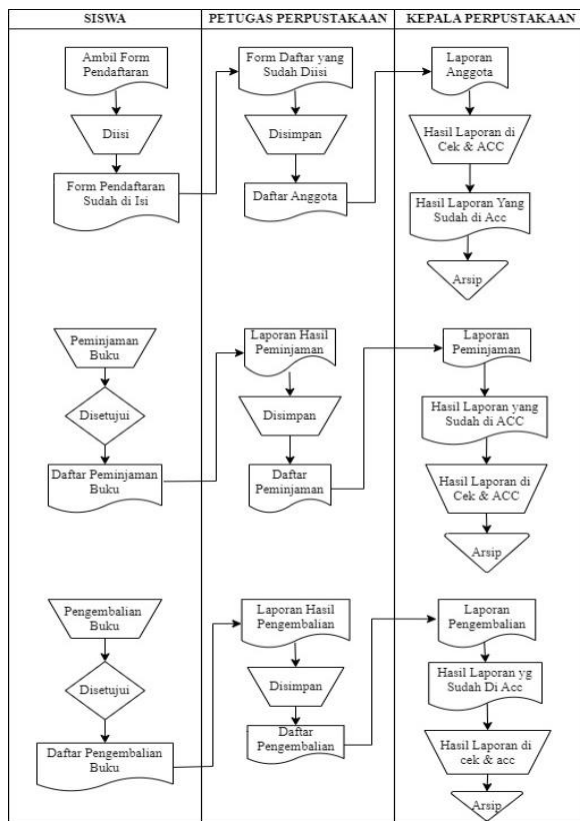 SISWA
PETUGAS PERPUSTAKAAN
KEPALA PERPUSTAKAAN
Ambil Form
Pendaftaran
Diisi
Form Pendaftaran
Sudah di Isi
Form Daftar yang
Sudah Diisi
Disimpan
Daftar Anggota
Laporan
Anggota
Hasil Laporan di
Cek & ACC
Hasil Laporan Yang
Sudah di Acc
Arsip
Peminjaman
Buku
Disetujui
Daftar Peminjaman
Buku
Laporan Hasil
Peminjaman
Disimpan
Daftar
Peminjaman
Laporan
Peminjaman
Hasil Laporan yang
Sudah di ACC
Hasil Laporan di
Cek & ACC
Arsip
Pengembalian
Buku
Disetujui
Daftar Pengembalian
Buku
Laporan Hasil
Pengembalian
Disimpan
Daftar
Pengembalian
Laporan
Pengembalian
Hasil Laporan yg
Sudah Di Acc
Hasil Laporan di
cek & acc
Arsip